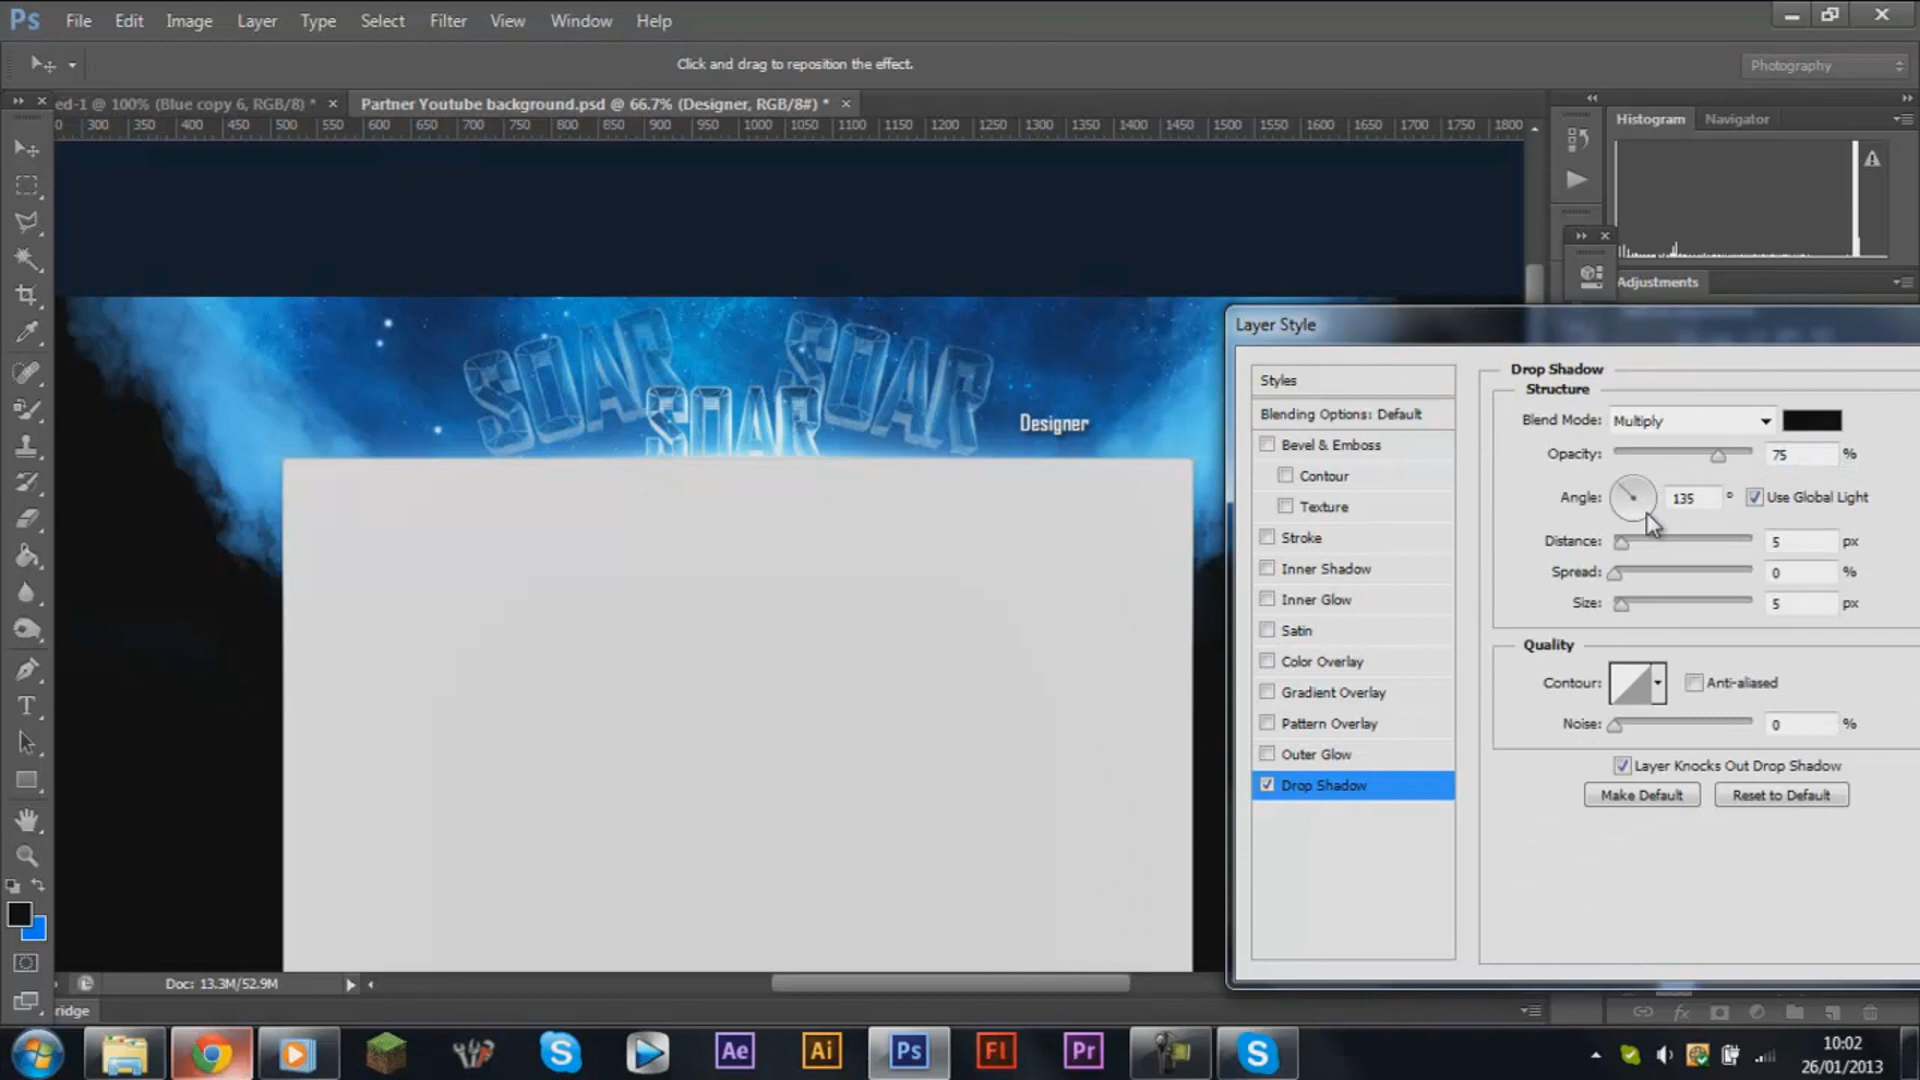 Ps File Edit Image Layer Type Select Filter View Window Help
Click and drag to reposition the effect.
Photography
ed-1 @ 100% (Blue copy 6, RGB/8) *
Partner Youtube background.psd @ 66.7% (Designer, RGB/8#) *
0 300 350 400 450 500 550 600 650 700 750 800 850 900 950 1000 1050 1100 1150 1200 1250 1300 1350 1400 1450 1500 1550 1600 1650 1700 1750 1800
Histogram Navigator
Adjustments
SOAR SOAR
SOAR
Designer
Layer Style
Styles
Blending Options: Default
Bevel & Emboss
Contour
Texture
Stroke
Inner Shadow
Inner Glow
Satin
Color Overlay
Gradient Overlay
Pattern Overlay
Outer Glow
Drop Shadow
Drop Shadow
Structure
Blend Mode: Multiply
Opacity: 75 %
Angle: 135 ° Use Global Light
Distance: 5 px
Spread: 0 %
Size: 5 px
Quality
Contour: Anti-aliased
Noise: 0 %
Layer Knocks Out Drop Shadow
Make Default Reset to Default
Doc: 13.3M/52.9M
ridge
Ae Ai Ps Fl Pr
10:02
26/01/2013